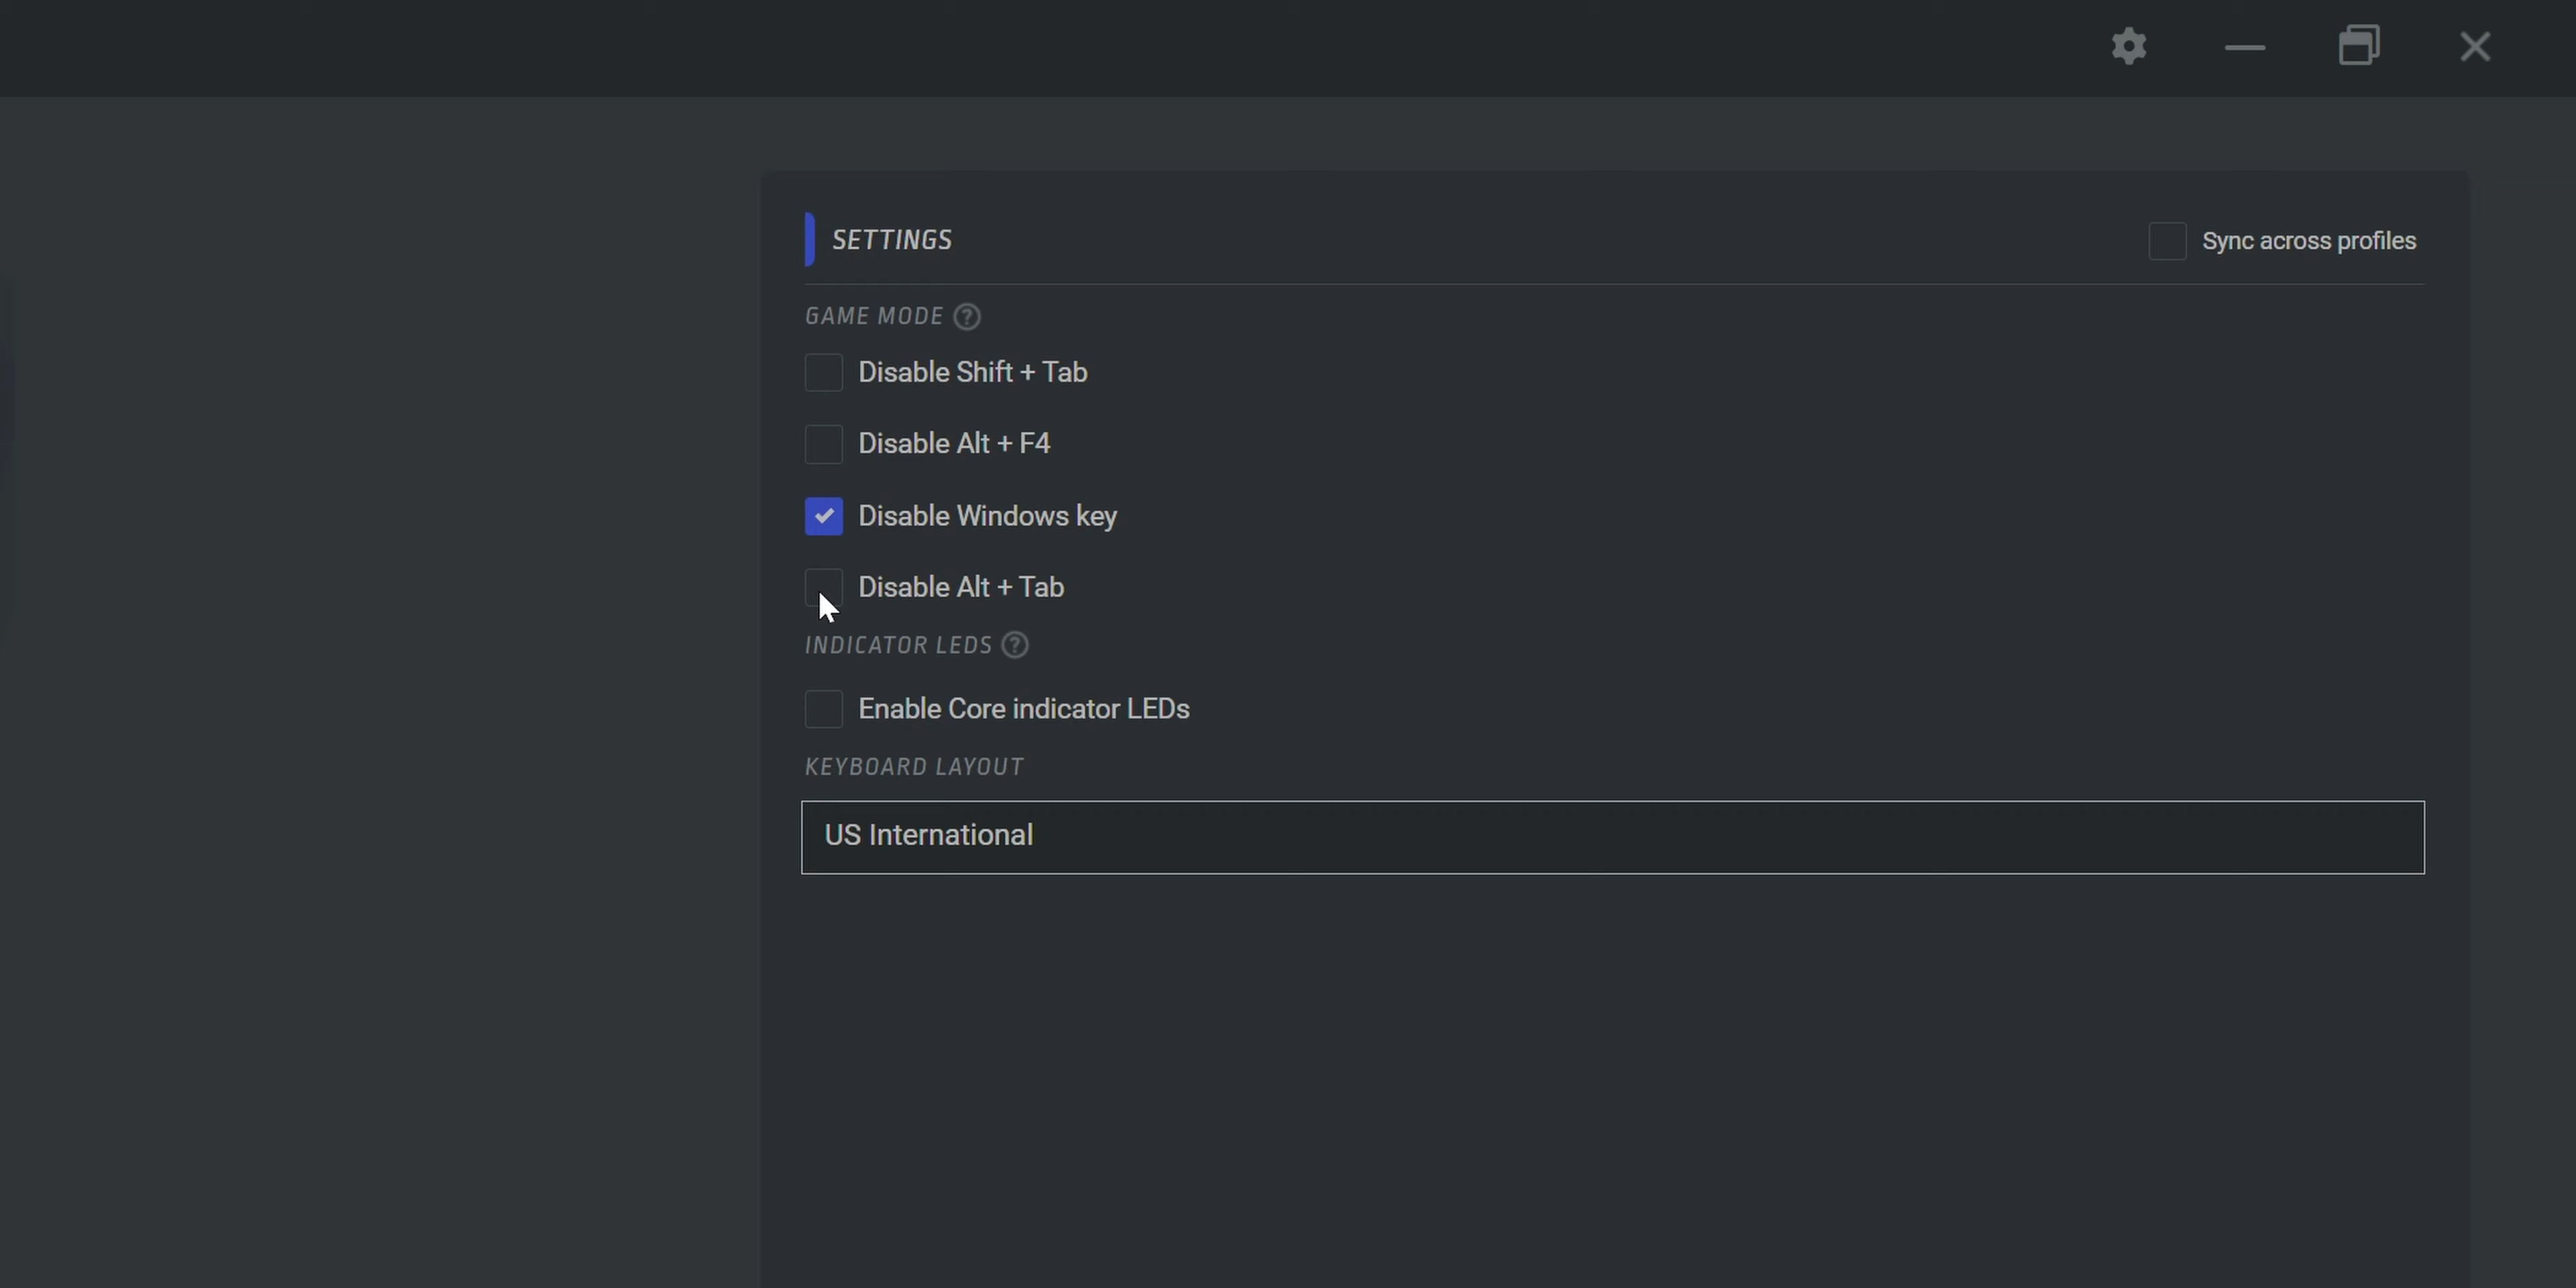 SETTINGS
Sync across profiles
GAME MODE ?
Disable Shift + Tab
Disable Alt + F4
Disable Windows key
Disable Alt + Tab
INDICATOR LEDS ?
Enable Core indicator LEDs
KEYBOARD LAYOUT
US International